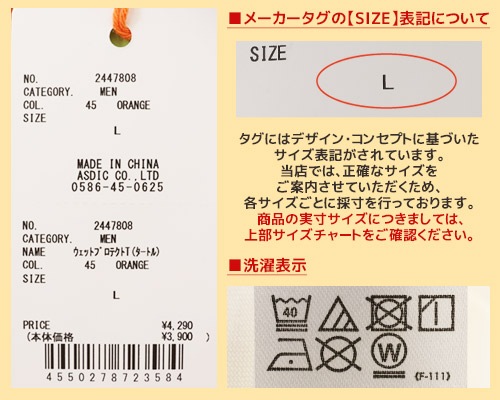 NO. 2447808
CATEGORY. MEN
COL. 45 ORANGE
SIZE
L
MADE IN CHINA
ASDIC CO.,LTD
0586-45-0625
NO. 2447808
CATEGORY. MEN
NAME ウェットプロテクトT(タートル)
COL. 45 ORANGE
SIZE
L
PRICE ¥4,290
(本体価格 ¥3,900 )
4550278723584
■メーカータグの【SIZE】表記について
SIZE
L
タグにはデザイン・コンセプトに基づいた
サイズ表記がされています。
当店では、正確なサイズを
ご案内させていただくため、
各サイズごとに採寸を行っております。
商品の実寸サイズにつきましては、
上部サイズチャートをご確認ください。
■洗濯表示
40
W
《F-111》